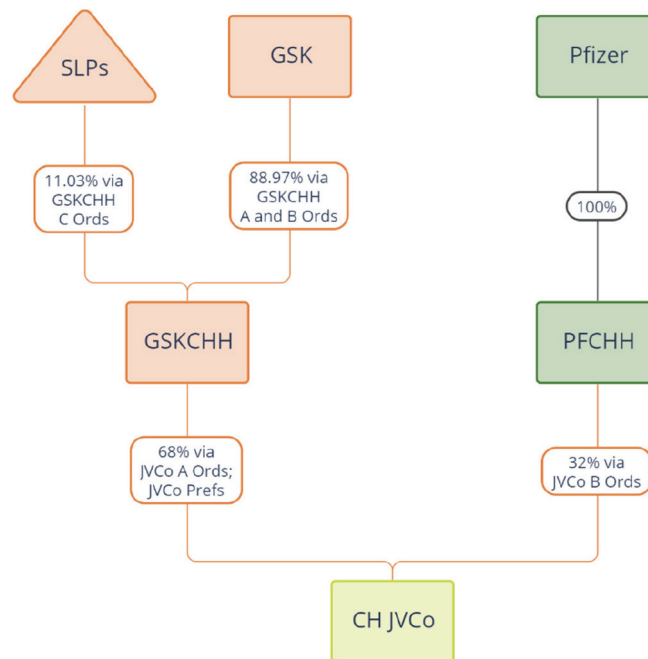 SLPs
GSK
Pfizer
11.03% via
GSKCHH
C Ords
88.97% via
GSKCHH
A and B Ords
100%
GSKCHH
PFCHH
68% via
JVCo A Ords;
JVCo Prefs
32% via
JVCo B Ords
CH JVCo